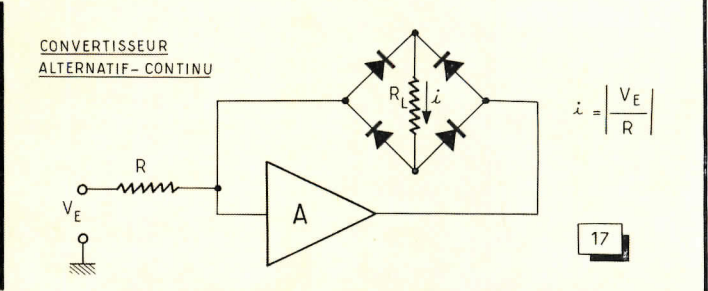 CONVERTISSEUR
ALTERNATIF-CONTINU
R_L
i
i = |V_E / R|
R
V_E
A
17